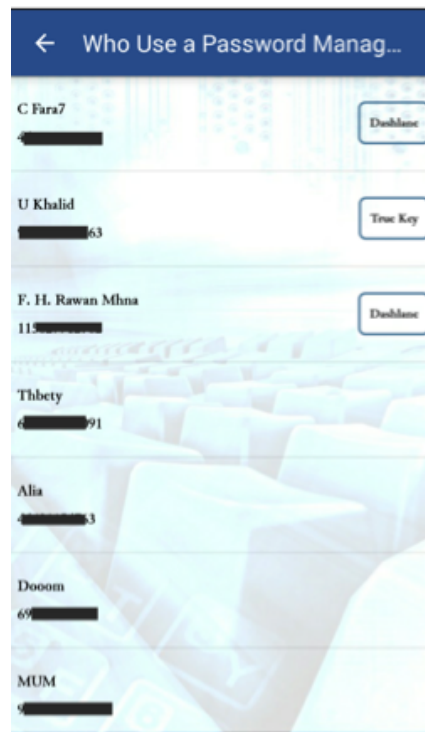 ← Who Use a Password Manag...
C Fara7
Dashlane
4
U Khalid
True Key
63
F. H. Rawan Mhna
Dashlane
115
Thbety
6 91
Alia
4 3
Dooom
69
MUM
9